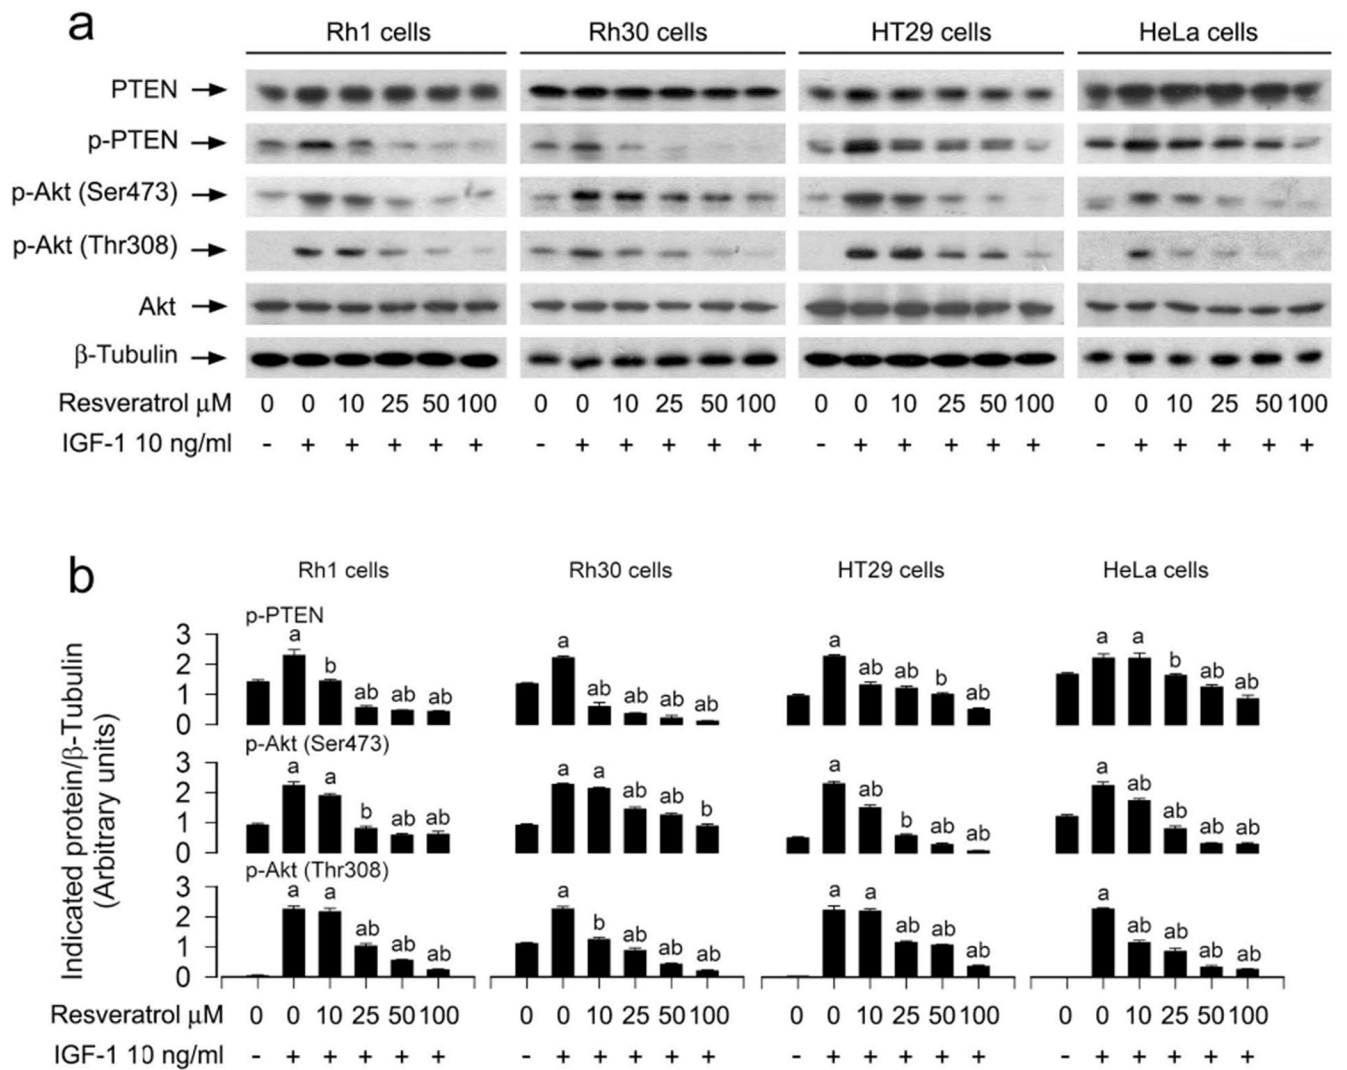 a
Rh1 cells Rh30 cells HT29 cells HeLa cells
PTEN
p-PTEN
p-Akt (Ser473)
p-Akt (Thr308)
Akt
β-Tubulin
Resveratrol μM 0 0 10 25 50 100 0 0 10 25 50 100 0 0 10 25 50 100 0 0 10 25 50 100
IGF-1 10 ng/ml - + + + + + - + + + + + - + + + + + - + + + + +
b
Rh1 cells Rh30 cells HT29 cells HeLa cells
Indicated protein/β-Tubulin
(Arbitrary units)
p-PTEN
3
2
1
0
a b ab ab ab a ab ab ab ab a ab ab b ab a a b ab ab
p-Akt (Ser473)
3
2
1
0
a a b ab ab a a ab ab b a ab b ab ab a ab ab ab ab
p-Akt (Thr308)
3
2
1
0
a a ab ab ab a b ab ab ab a a ab ab ab a ab ab ab ab
Resveratrol μM 0 0 10 25 50 100 0 0 10 25 50 100 0 0 10 25 50 100 0 0 10 25 50 100
IGF-1 10 ng/ml - + + + + + - + + + + + - + + + + + - + + + + +